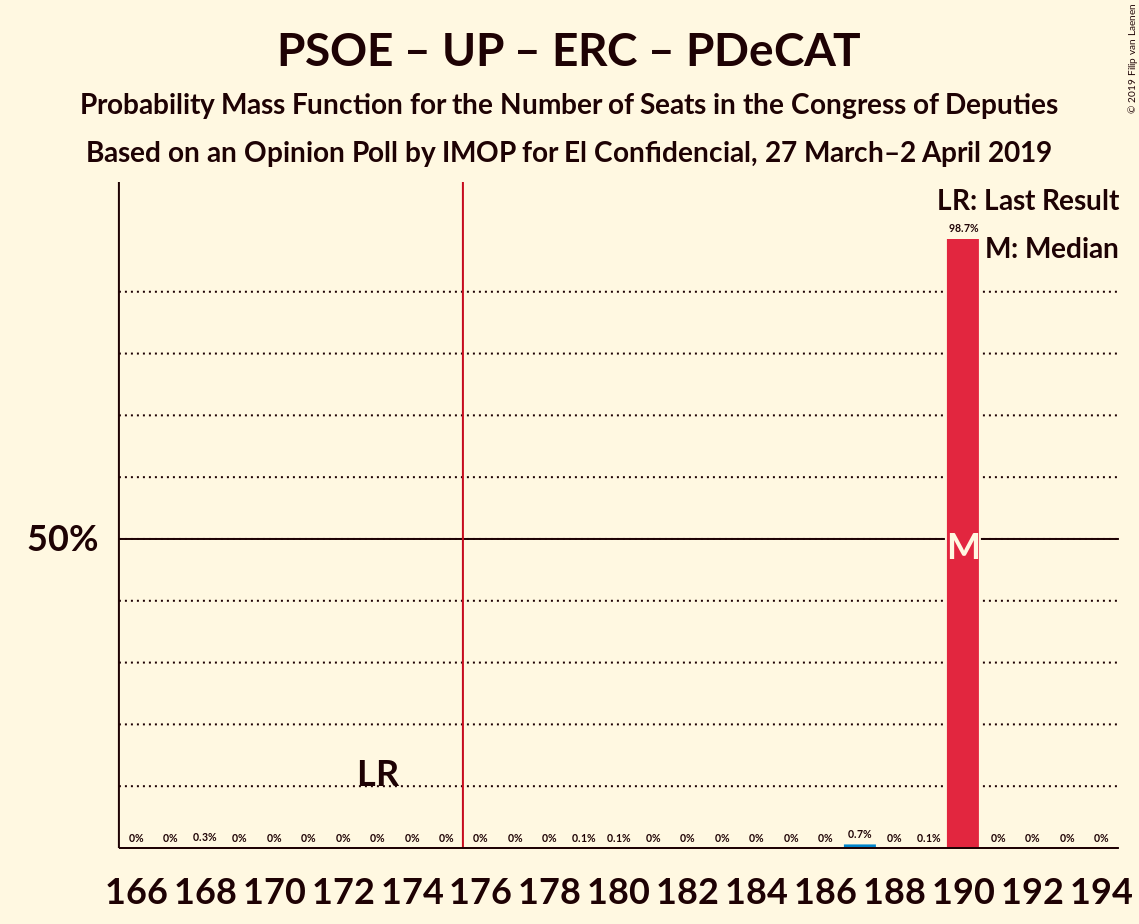 PSOE – UP – ERC – PDeCAT
Probability Mass Function for the Number of Seats in the Congress of Deputies
Based on an Opinion Poll by IMOP for El Confidencial, 27 March–2 April 2019
© 2019 Filip van Laenen
LR: Last Result
M: Median
98.7%
50%
M
LR
0% 0% 0.3% 0% 0% 0% 0% 0% 0% 0% 0% 0% 0% 0.1% 0.1% 0% 0% 0% 0% 0% 0% 0.7% 0% 0.1% 0% 0% 0% 0%
166 168 170 172 174 176 178 180 182 184 186 188 190 192 194